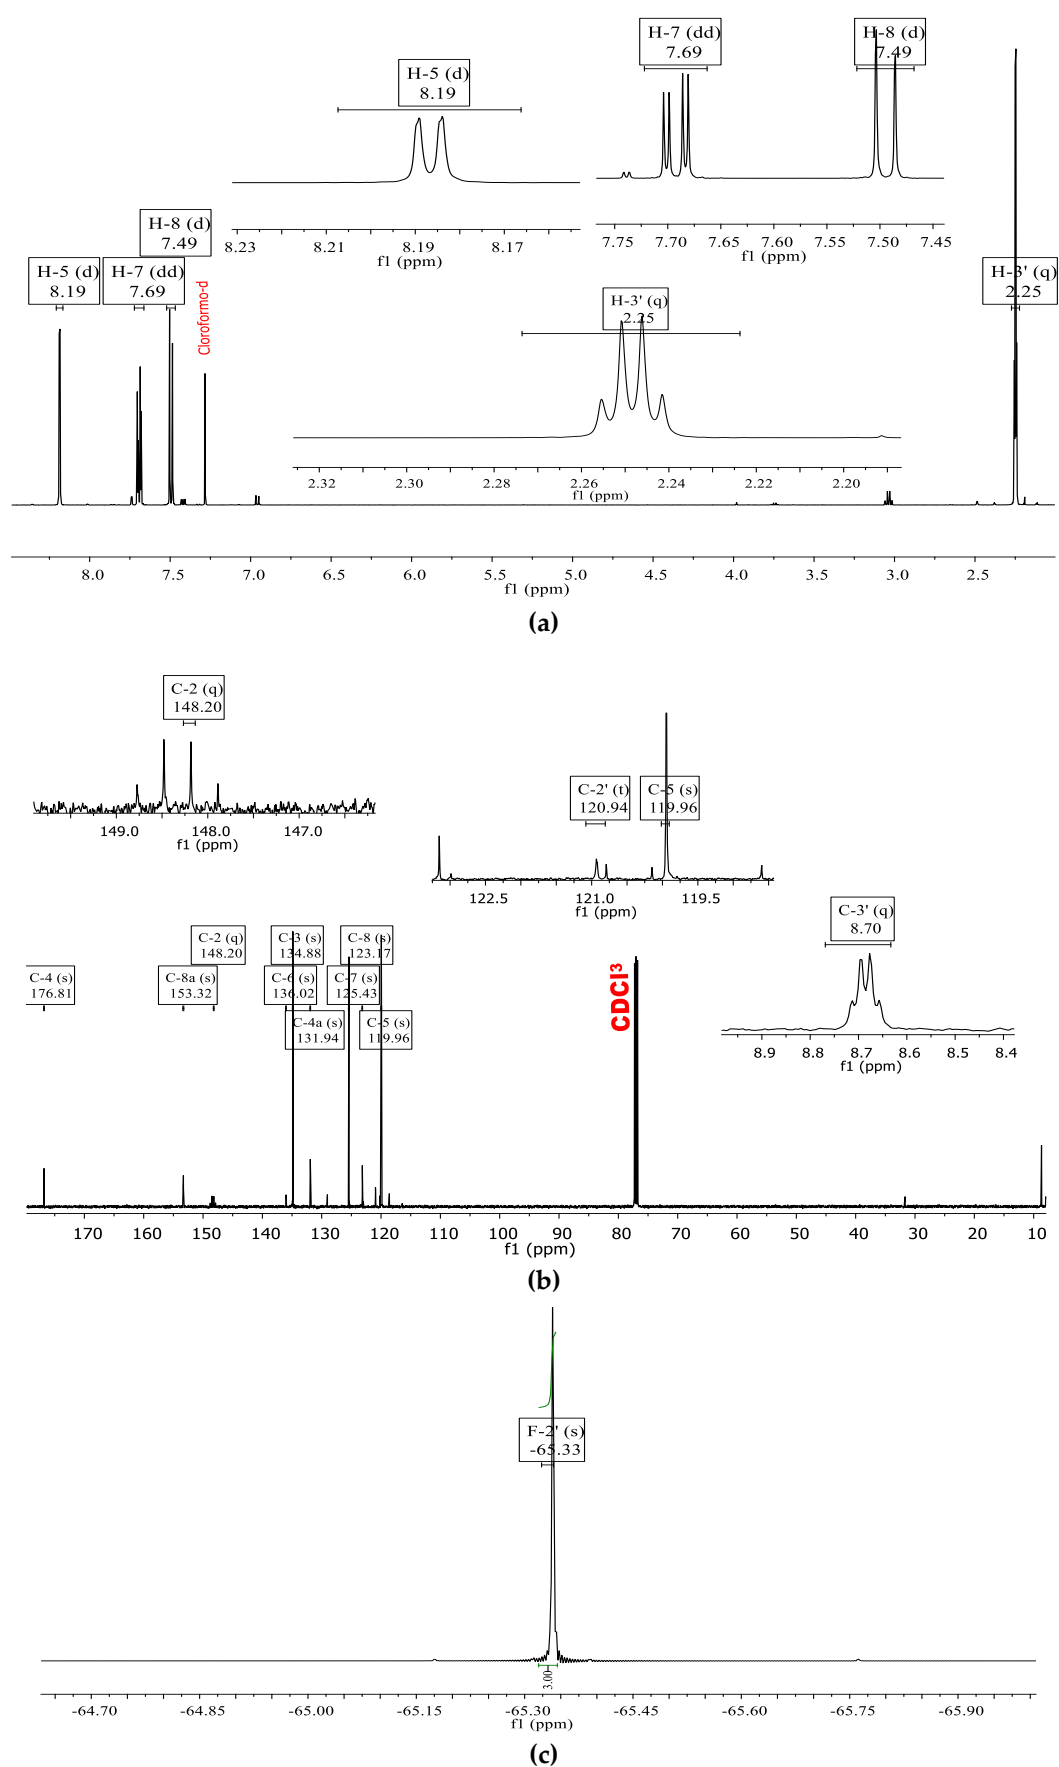 H-7 (dd)
7.69
H-8 (d)
7.49
H-5 (d)
8.19
7.75 7.70 7.65 7.60 7.55 7.50 7.45
f1 (ppm)
8.23 8.21 8.19 8.17
f1 (ppm)
H-8 (d)
7.49
H-5 (d)
8.19
H-7 (dd)
7.69
Cloroformo-d
H-3' (q)
2.25
H-3' (q)
2.25
2.32 2.30 2.28 2.26 2.24 2.22 2.20
f1 (ppm)
8.0 7.5 7.0 6.5 6.0 5.5 5.0 4.5 4.0 3.5 3.0 2.5
f1 (ppm)
(a)
C-2 (q)
148.20
149.0 148.0 147.0
f1 (ppm)
C-2' (t)
120.94
C-5 (s)
119.96
122.5 121.0 119.5
f1 (ppm)
C-3' (q)
8.70
8.9 8.8 8.7 8.6 8.5 8.4
f1 (ppm)
C-2 (q)
148.20
C-3 (s)
134.88
C-8 (s)
123.17
C-4 (s)
176.81
C-8a (s)
153.32
C-6 (s)
136.02
C-7 (s)
125.43
C-4a (s)
131.94
C-5 (s)
119.96
CDCl3
170 160 150 140 130 120 110 100 90 80 70 60 50 40 30 20 10
f1 (ppm)
(b)
F-2' (s)
-65.33
3.00
-64.70 -64.85 -65.00 -65.15 -65.30 -65.45 -65.60 -65.75 -65.90
f1 (ppm)
(c)